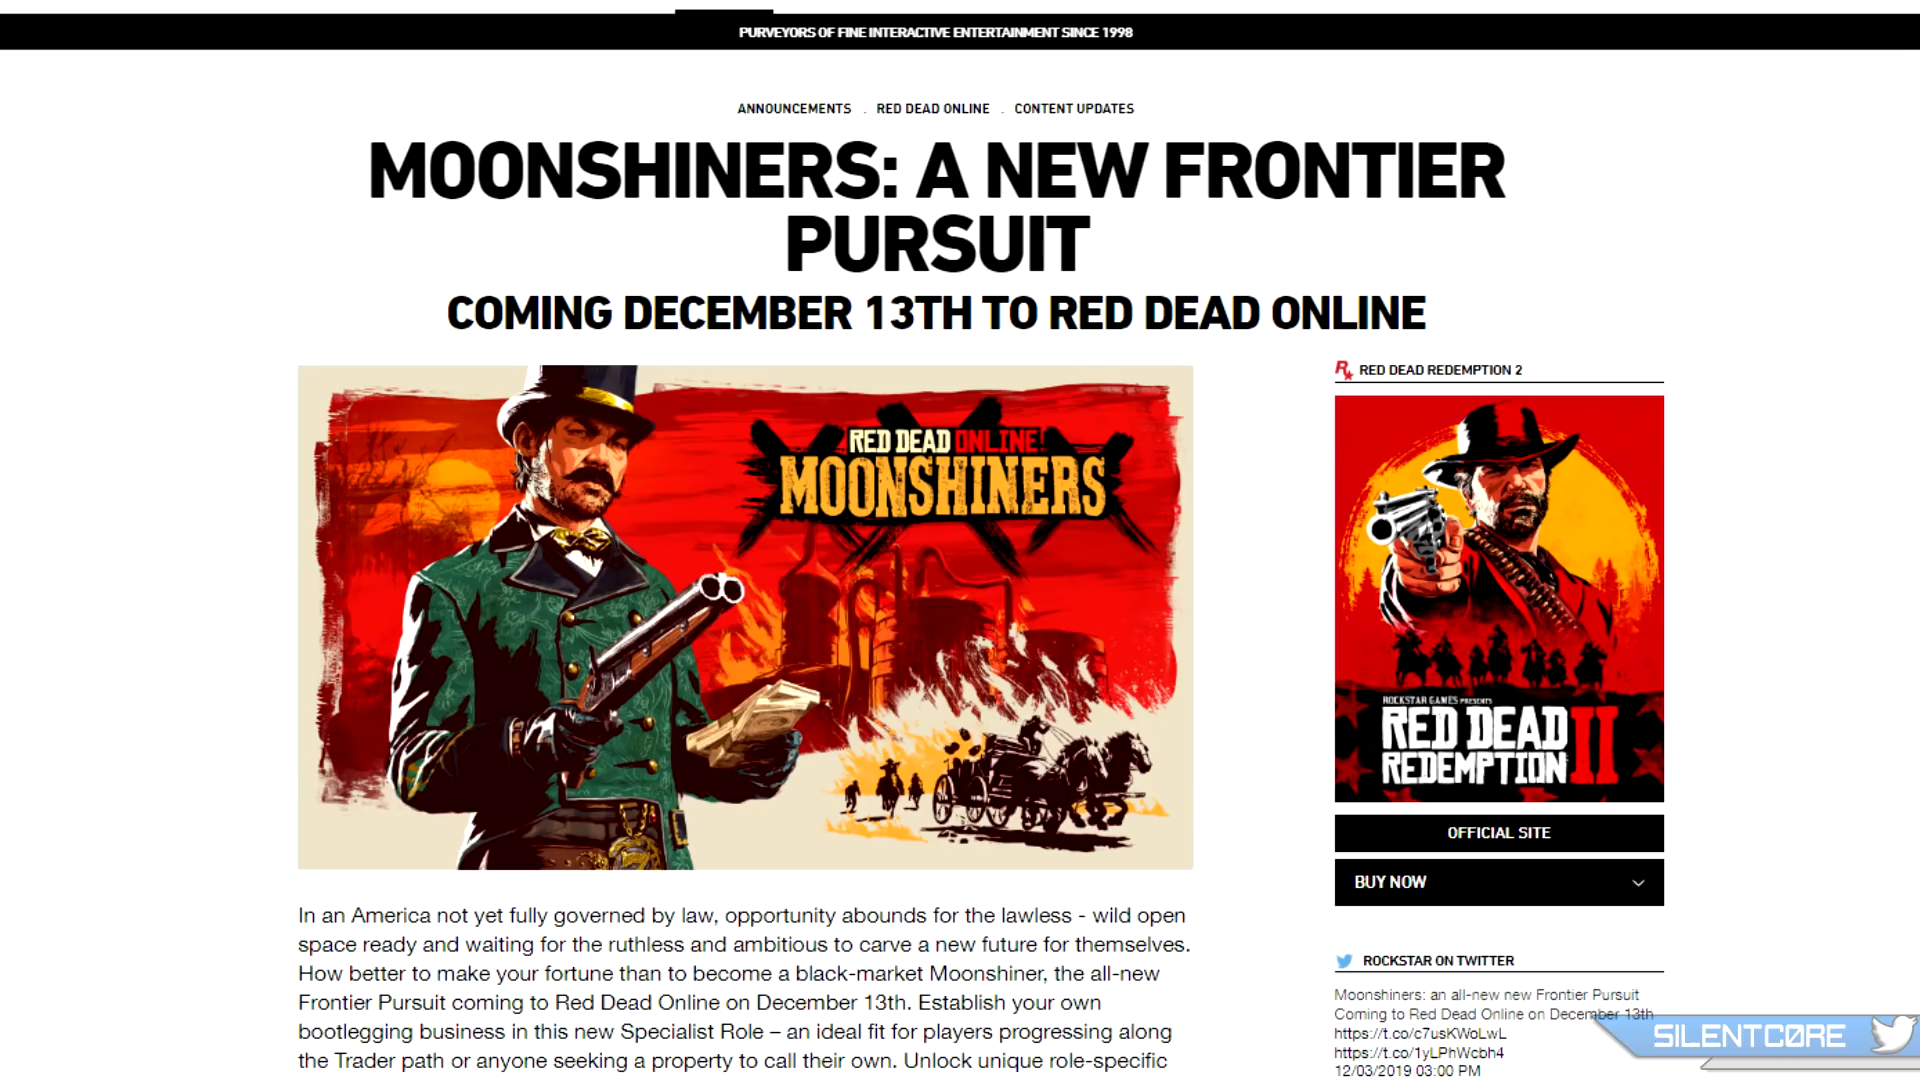 PURVEYORS OF FINE INTERACTIVE ENTERTAINMENT SINCE 1998
ANNOUNCEMENTS . RED DEAD ONLINE . CONTENT UPDATES
MOONSHINERS: A NEW FRONTIER
PURSUIT
COMING DECEMBER 13TH TO RED DEAD ONLINE
RED DEAD ONLINE
MOONSHINERS
In an America not yet fully governed by law, opportunity abounds for the lawless - wild open
space ready and waiting for the ruthless and ambitious to carve a new future for themselves.
How better to make your fortune than to become a black-market Moonshiner, the all-new
Frontier Pursuit coming to Red Dead Online on December 13th. Establish your own
bootlegging business in this new Specialist Role – an ideal fit for players progressing along
the Trader path or anyone seeking a property to call their own. Unlock unique role-specific
R RED DEAD REDEMPTION 2
ROCKSTAR GAMES PRESENTS
RED DEAD
REDEMPTION II
OFFICIAL SITE
BUY NOW
ROCKSTAR ON TWITTER
Moonshiners: an all-new new Frontier Pursuit
Coming to Red Dead Online on December 13th
https://t.co/c7usKWoLwL
https://t.co/1yLPhWcbh4
12/03/2019 03:00 PM
SILENTCØRE